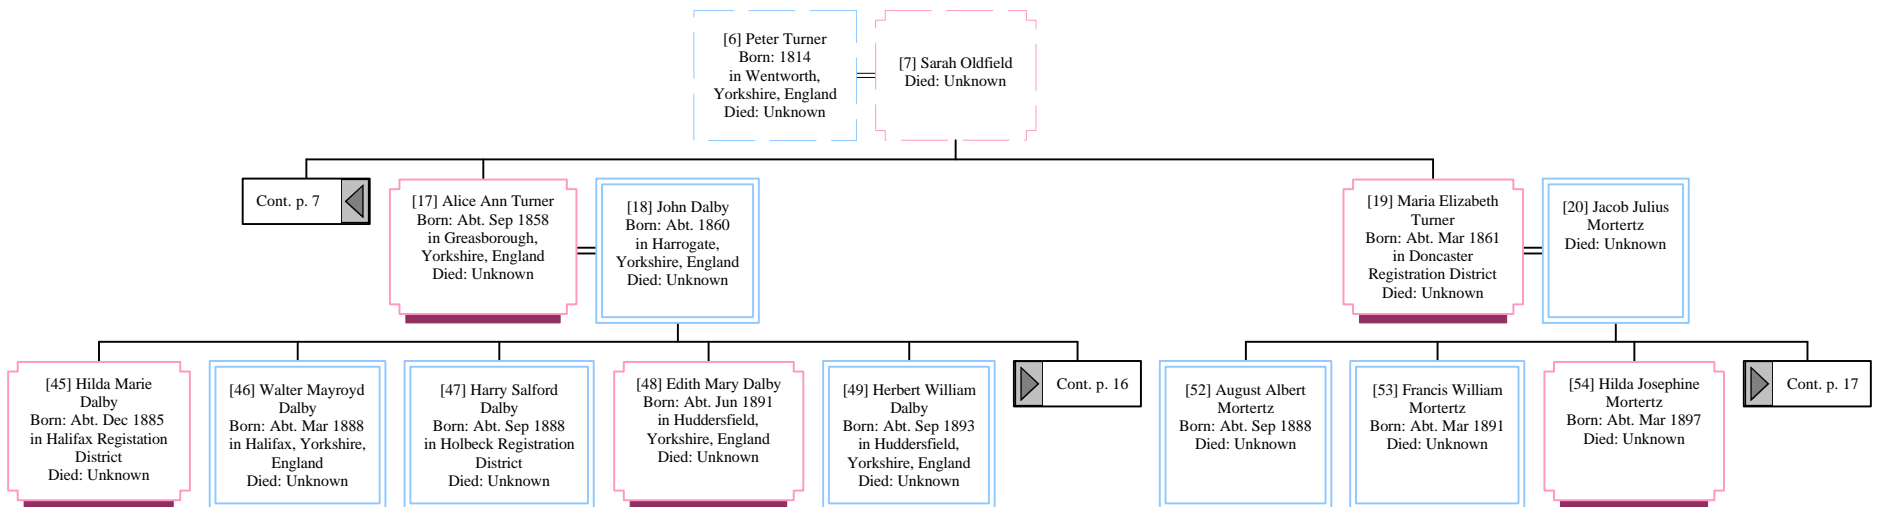 [6] Peter Turner
Born: 1814
in Wentworth,
Yorkshire, England
Died: Unknown
[7] Sarah Oldfield
Died: Unknown
Cont. p. 7
[17] Alice Ann Turner
Born: Abt. Sep 1858
in Greasborough,
Yorkshire, England
Died: Unknown
[18] John Dalby
Born: Abt. 1860
in Harrogate,
Yorkshire, England
Died: Unknown
[19] Maria Elizabeth
Turner
Born: Abt. Mar 1861
in Doncaster
Registration District
Died: Unknown
[20] Jacob Julius
Mortertz
Died: Unknown
[45] Hilda Marie
Dalby
Born: Abt. Dec 1885
in Halifax Registation
District
Died: Unknown
[46] Walter Mayroyd
Dalby
Born: Abt. Mar 1888
in Halifax, Yorkshire,
England
Died: Unknown
[47] Harry Salford
Dalby
Born: Abt. Sep 1888
in Holbeck Registration
District
Died: Unknown
[48] Edith Mary Dalby
Born: Abt. Jun 1891
in Huddersfield,
Yorkshire, England
Died: Unknown
[49] Herbert William
Dalby
Born: Abt. Sep 1893
in Huddersfield,
Yorkshire, England
Died: Unknown
Cont. p. 16
[52] August Albert
Mortertz
Born: Abt. Sep 1888
Died: Unknown
[53] Francis William
Mortertz
Born: Abt. Mar 1891
Died: Unknown
[54] Hilda Josephine
Mortertz
Born: Abt. Mar 1897
Died: Unknown
Cont. p. 17